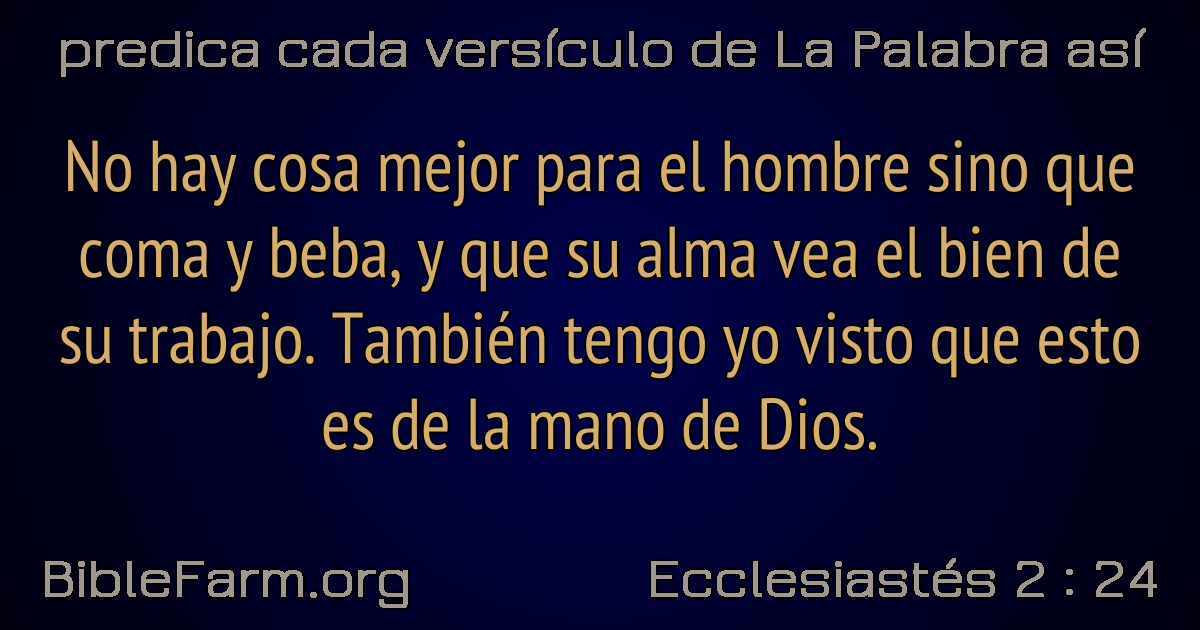 predica cada versículo de La Palabra así
No hay cosa mejor para el hombre sino que
coma y beba, y que su alma vea el bien de
su trabajo. También tengo yo visto que esto
es de la mano de Dios.
BibleFarm.org
Ecclesiastés 2 : 24